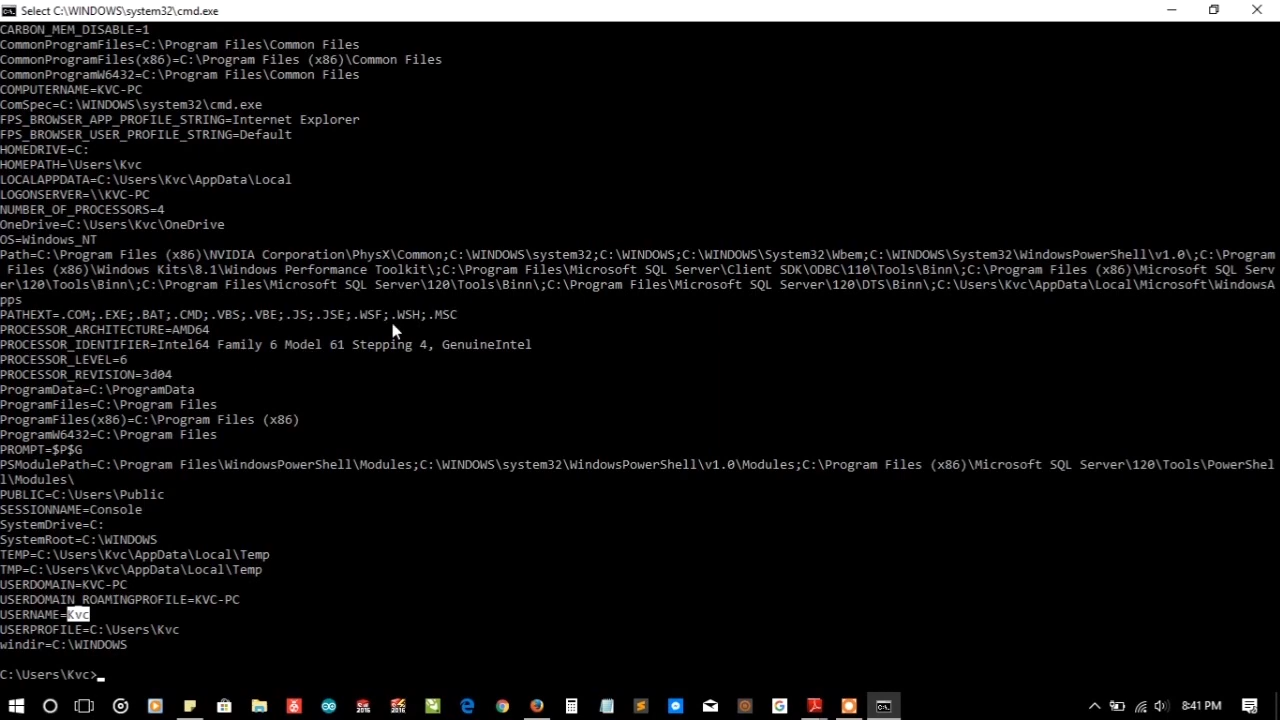 Select C:\WINDOWS\system32\cmd.exe
CARBON_MEM_DISABLE=1
CommonProgramFiles=C:\Program Files\Common Files
CommonProgramFiles(x86)=C:\Program Files (x86)\Common Files
CommonProgramW6432=C:\Program Files\Common Files
COMPUTERNAME=KVC-PC
ComSpec=C:\WINDOWS\system32\cmd.exe
FPS_BROWSER_APP_PROFILE_STRING=Internet Explorer
FPS_BROWSER_USER_PROFILE_STRING=Default
HOMEDRIVE=C:
HOMEPATH=\Users\Kvc
LOCALAPPDATA=C:\Users\Kvc\AppData\Local
LOGONSERVER=\\KVC-PC
NUMBER_OF_PROCESSORS=4
OneDrive=C:\Users\Kvc\OneDrive
OS=Windows_NT
Path=C:\Program Files (x86)\NVIDIA Corporation\PhysX\Common;C:\WINDOWS\system32;C:\WINDOWS;C:\WINDOWS\System32\Wbem;C:\WINDOWS\System32\WindowsPowerShell\v1.0\;C:\Program
 Files (x86)\Windows Kits\8.1\Windows Performance Toolkit\;C:\Program Files\Microsoft SQL Server\Client SDK\ODBC\110\Tools\Binn\;C:\Program Files (x86)\Microsoft SQL Serv
er\120\Tools\Binn\;C:\Program Files\Microsoft SQL Server\120\Tools\Binn\;C:\Program Files\Microsoft SQL Server\120\DTS\Binn\;C:\Users\Kvc\AppData\Local\Microsoft\WindowsA
pps
PATHEXT=.COM;.EXE;.BAT;.CMD;.VBS;.VBE;.JS;.JSE;.WSF;.WSH;.MSC
PROCESSOR_ARCHITECTURE=AMD64
PROCESSOR_IDENTIFIER=Intel64 Family 6 Model 61 Stepping 4, GenuineIntel
PROCESSOR_LEVEL=6
PROCESSOR_REVISION=3d04
ProgramData=C:\ProgramData
ProgramFiles=C:\Program Files
ProgramFiles(x86)=C:\Program Files (x86)
ProgramW6432=C:\Program Files
PROMPT=$P$G
PSModulePath=C:\Program Files\WindowsPowerShell\Modules;C:\WINDOWS\system32\WindowsPowerShell\v1.0\Modules;C:\Program Files (x86)\Microsoft SQL Server\120\Tools\PowerShel
l\Modules\
PUBLIC=C:\Users\Public
SESSIONNAME=Console
SystemDrive=C:
SystemRoot=C:\WINDOWS
TEMP=C:\Users\Kvc\AppData\Local\Temp
TMP=C:\Users\Kvc\AppData\Local\Temp
USERDOMAIN=KVC-PC
USERDOMAIN_ROAMINGPROFILE=KVC-PC
USERNAME=Kvc
USERPROFILE=C:\Users\Kvc
windir=C:\WINDOWS
C:\Users\Kvc>
8:41 PM